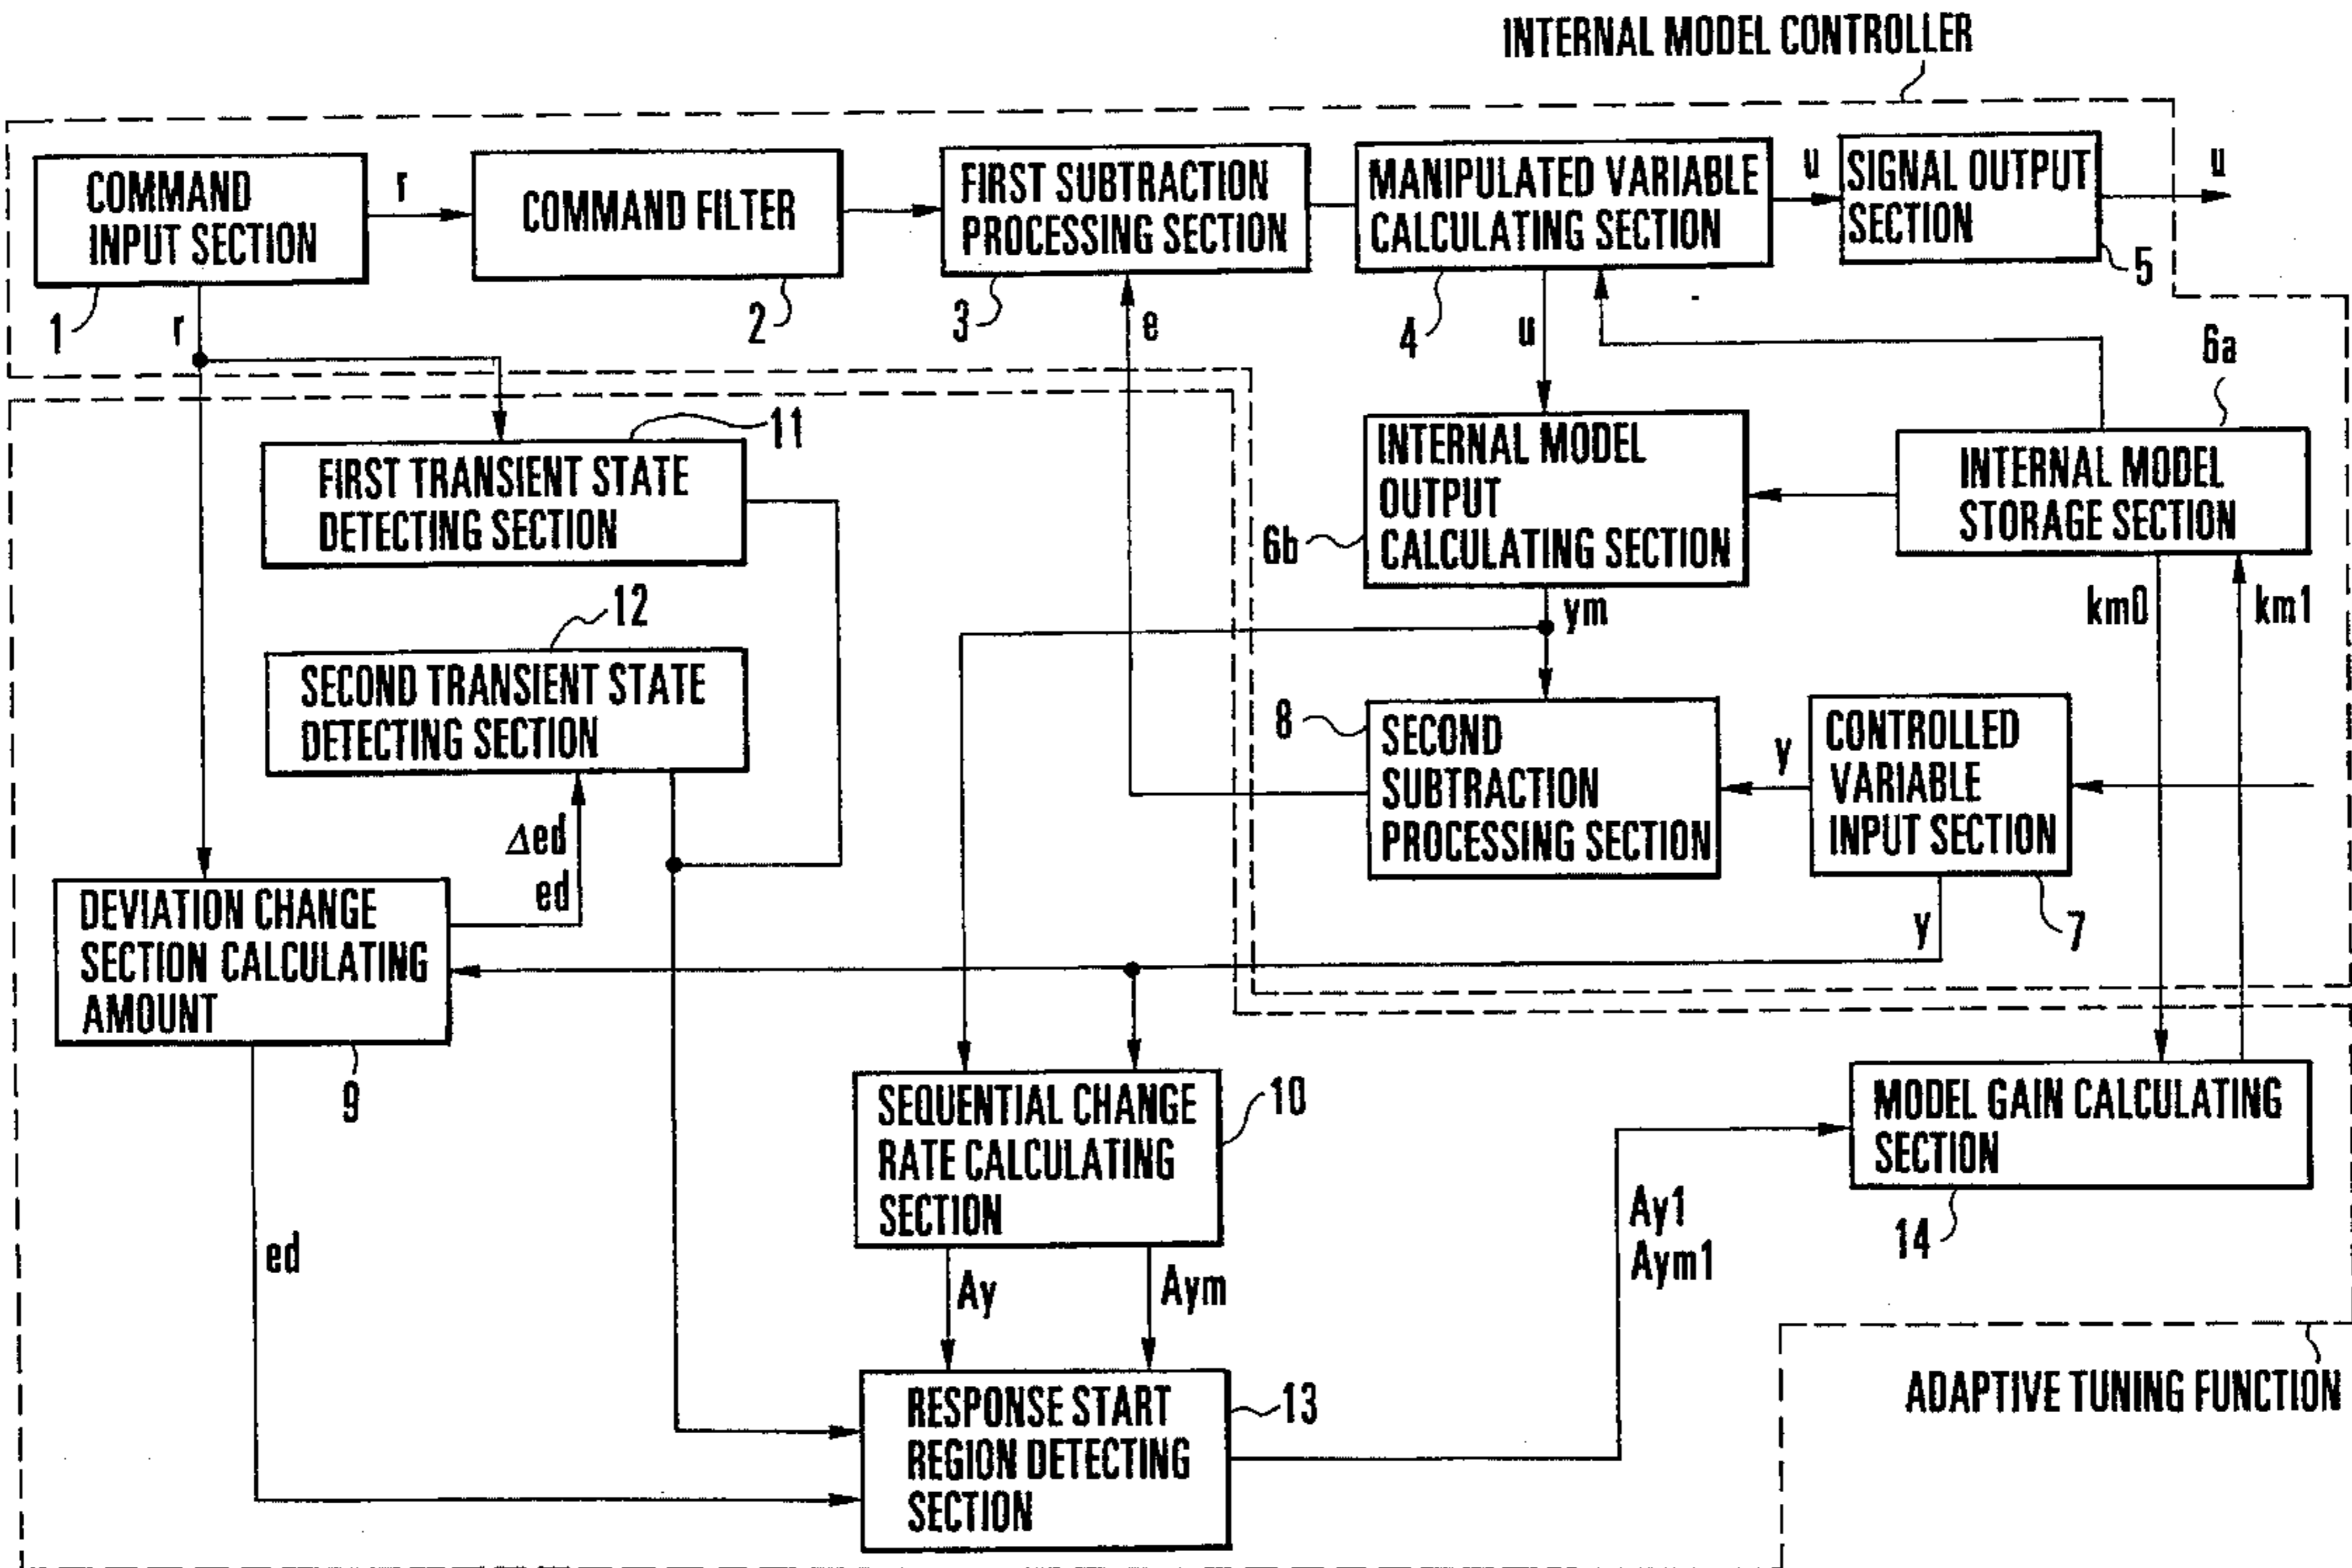 INTERNAL MODEL CONTROLLER
COMMAND
INPUT SECTION
1
r
r
COMMAND FILTER
2
FIRST SUBTRACTION
PROCESSING SECTION
3
e
MANIPULATED VARIABLE
CALCULATING SECTION
4
u
u
SIGNAL OUTPUT
SECTION
5
u
6a
INTERNAL MODEL
STORAGE SECTION
km0
km1
INTERNAL MODEL
OUTPUT
CALCULATING SECTION
6b
ym
11
FIRST TRANSIENT STATE
DETECTING SECTION
12
SECOND TRANSIENT STATE
DETECTING SECTION
Δed
ed
8
SECOND
SUBTRACTION
PROCESSING SECTION
y
CONTROLLED
VARIABLE
INPUT SECTION
7
y
DEVIATION CHANGE
SECTION CALCULATING
AMOUNT
9
ed
SEQUENTIAL CHANGE
RATE CALCULATING
SECTION
10
Ay
Aym
MODEL GAIN CALCULATING
SECTION
14
Ay1
Aym1
RESPONSE START
REGION DETECTING
SECTION
13
ADAPTIVE TUNING FUNCTION